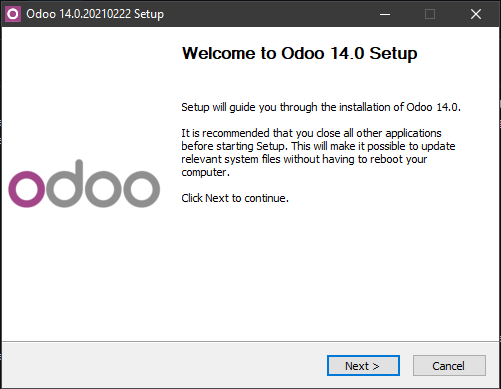 Odoo 14.0.20210222 Setup
Welcome to Odoo 14.0 Setup
Setup will guide you through the installation of Odoo 14.0.
It is recommended that you close all other applications
before starting Setup. This will make it possible to update
relevant system files without having to reboot your
computer.
odoo
Click Next to continue.
Next >
Cancel